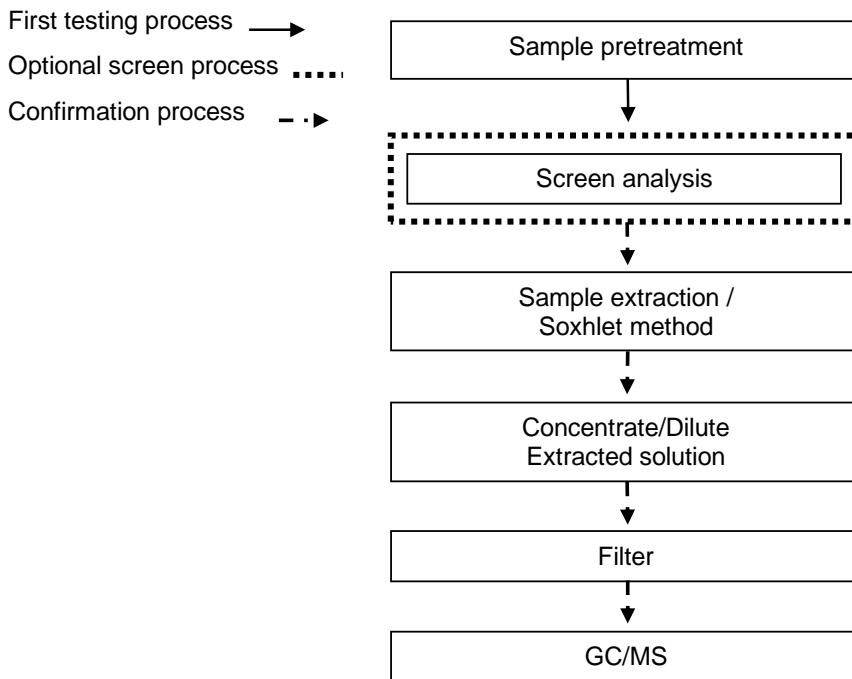 First testing process
Optional screen process
Confirmation process
Sample pretreatment
Screen analysis
Sample extraction /
Soxhlet method
Concentrate/Dilute
Extracted solution
Filter
GC/MS